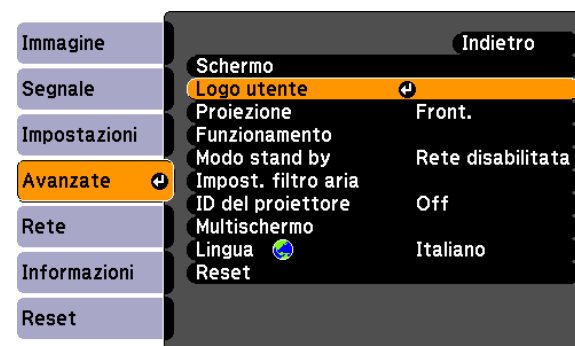 Immagine
Segnale
Impostazioni
Avanzate
Rete
Informazioni
Reset
Indietro
Schermo
Logo utente
Proiezione Front.
Funzionamento
Modo stand by Rete disabilitata
Impost. filtro aria
ID del proiettore Off
Multischermo
Lingua Italiano
Reset